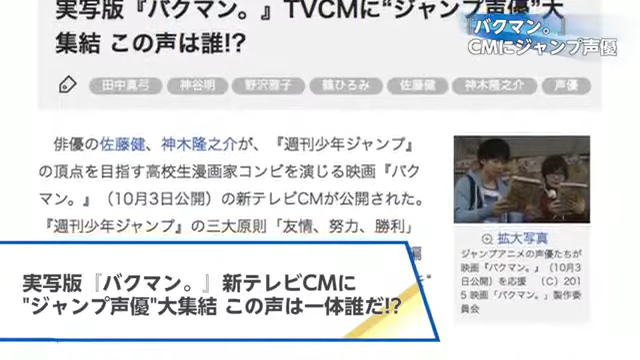 実写版『バクマン。』TVCMに“ジャンプ声優”大
集結 この声は誰!?
『バクマン。』
CMにジャンプ声優
田中真弓 神谷明 野沢雅子 鶴ひろみ 佐藤健 神木隆之介 声優
俳優の佐藤健、神木隆之介が、『週刊少年ジャンプ』
の頂点を目指す高校生漫画家コンビを演じる映画『バク
マン。』（10月3日公開）の新テレビCMが公開された。
『週刊少年ジャンプ』の三大原則「友情、努力、勝利」
拡大写真
ジャンプアニメの声優たちが
映画『バクマン。』（10月3
日公開）を応援 （C）201
5 映画「バクマン。」製作委
員会
実写版『バクマン。』新テレビCMに
"ジャンプ声優"大集結 この声は一体誰だ!?